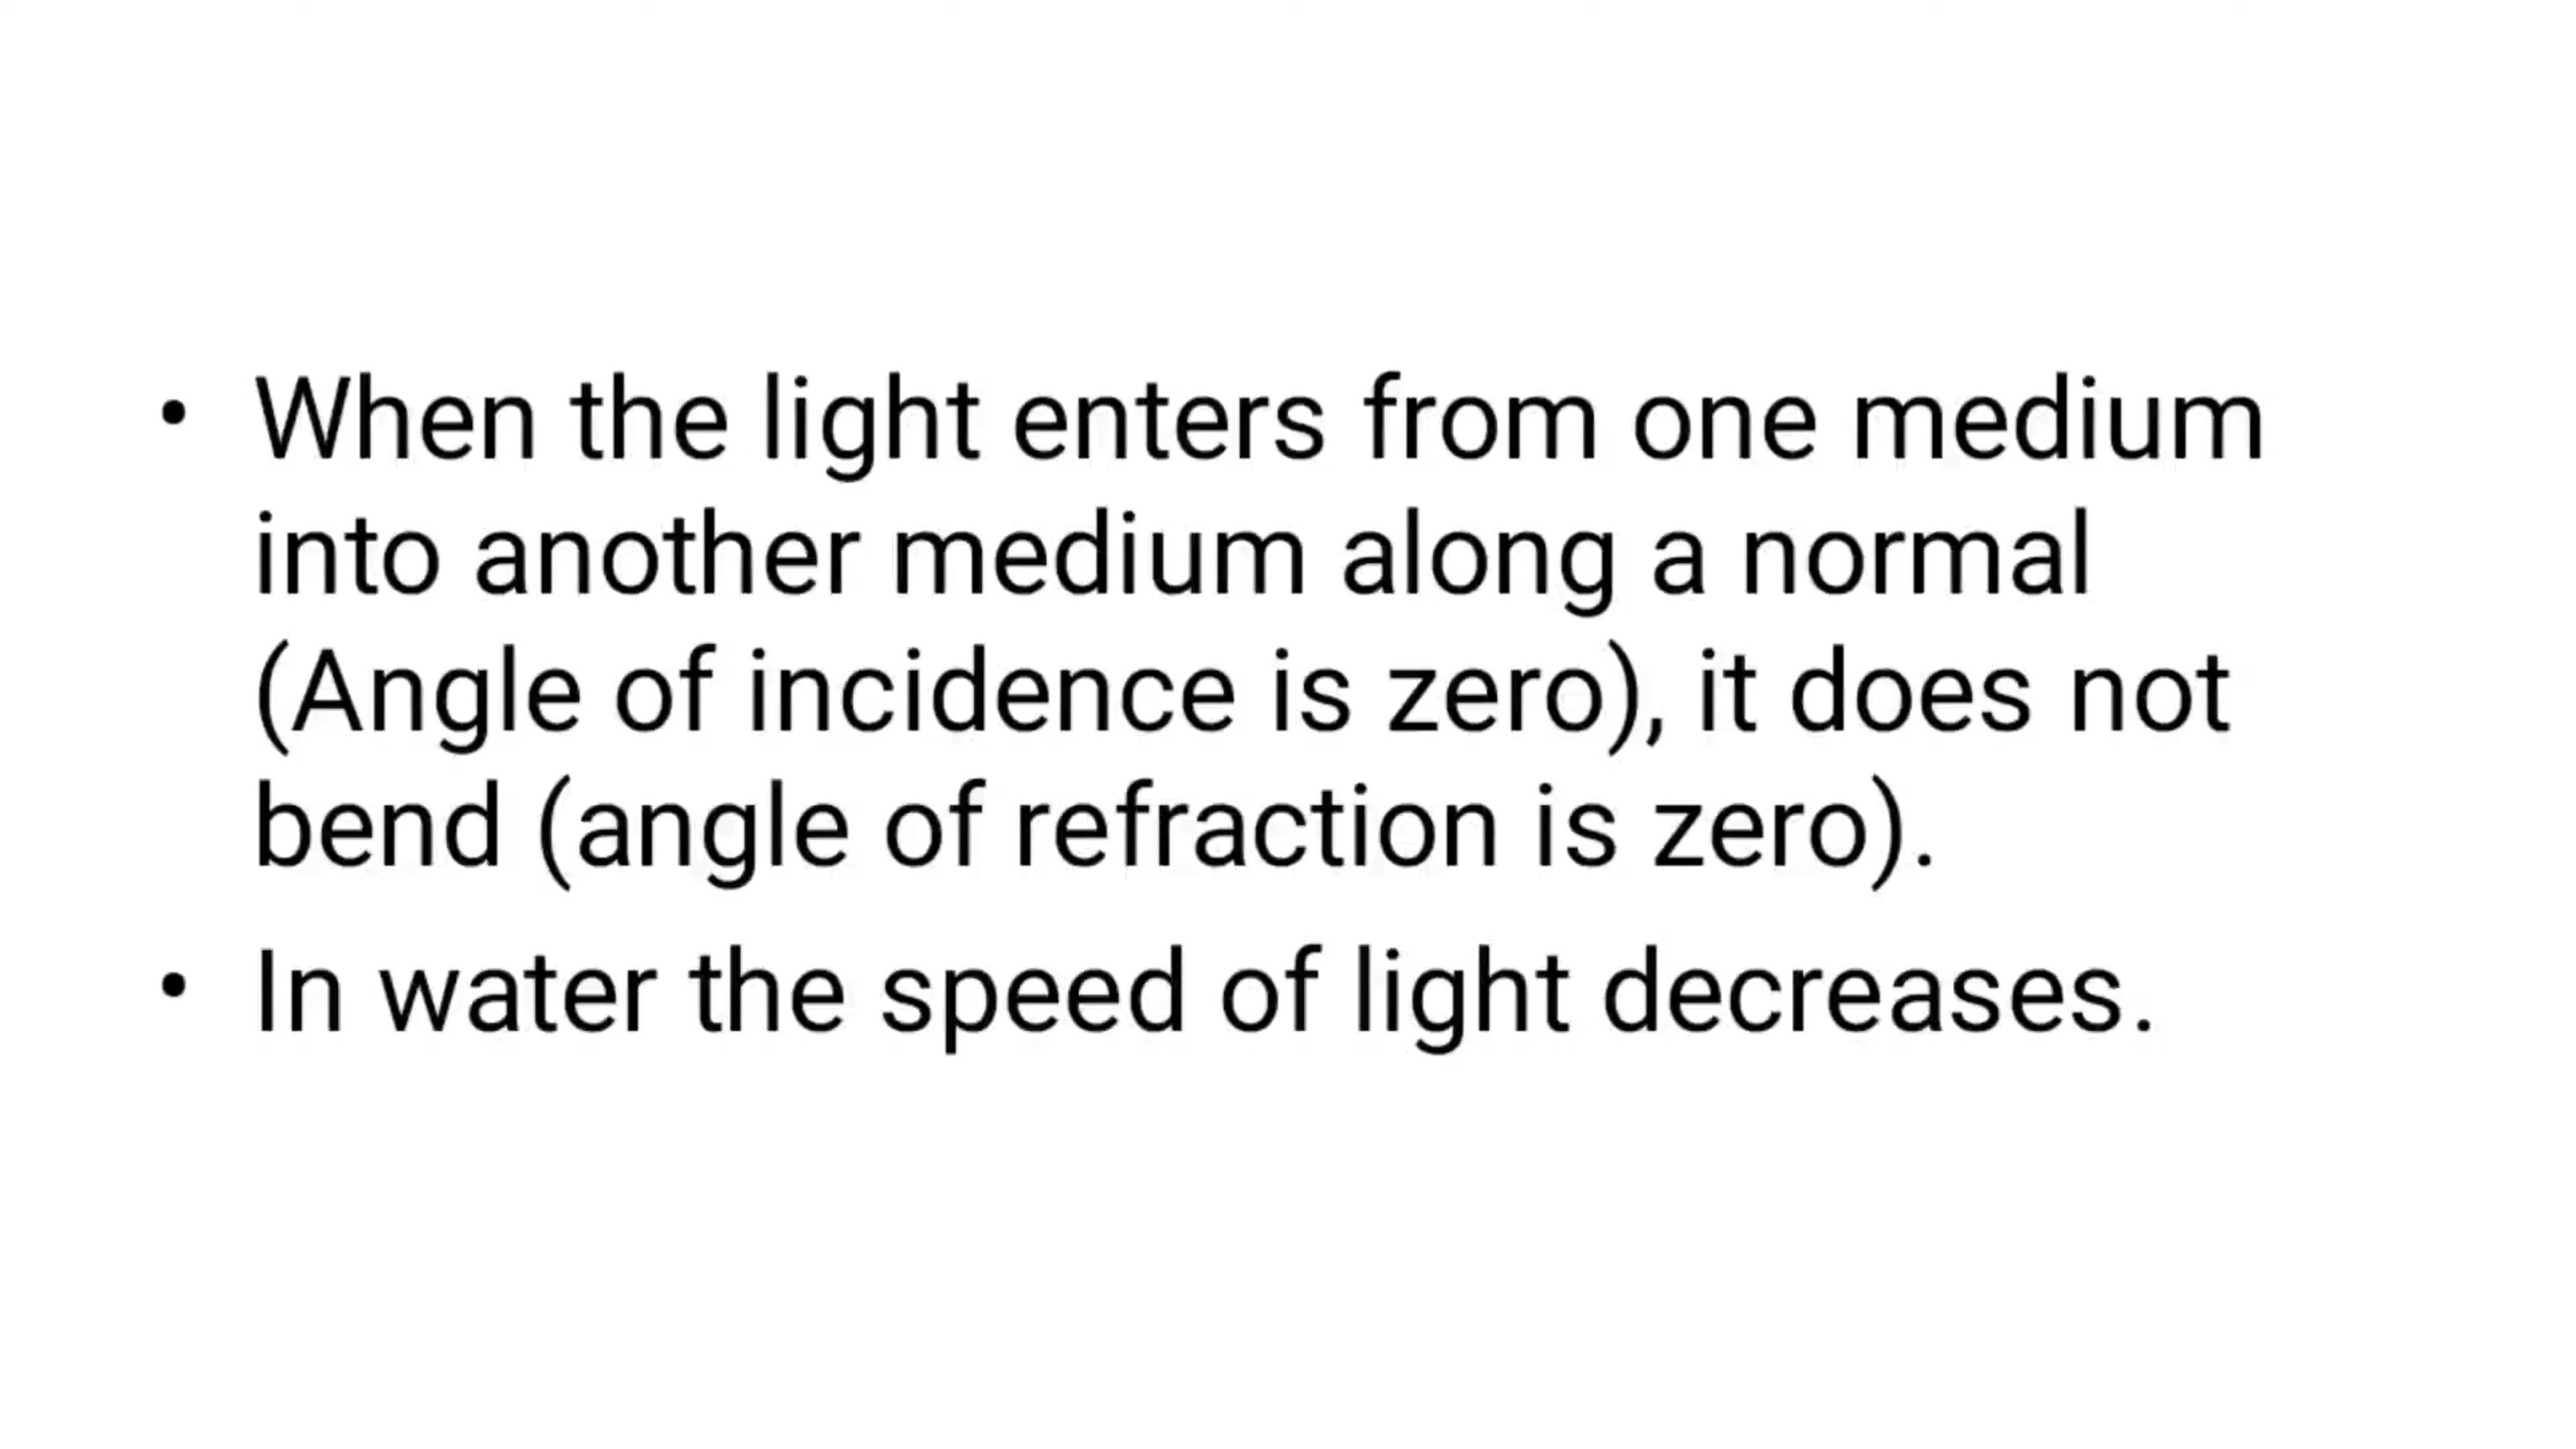 • When the light enters from one medium
into another medium along a normal
(Angle of incidence is zero), it does not
bend (angle of refraction is zero).
• In water the speed of light decreases.